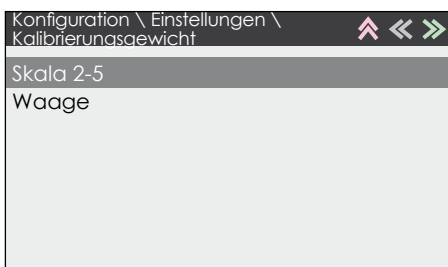 Konfiguration \ Einstellungen \
Kalibrierungsgewicht
Skala 2-5
Waage